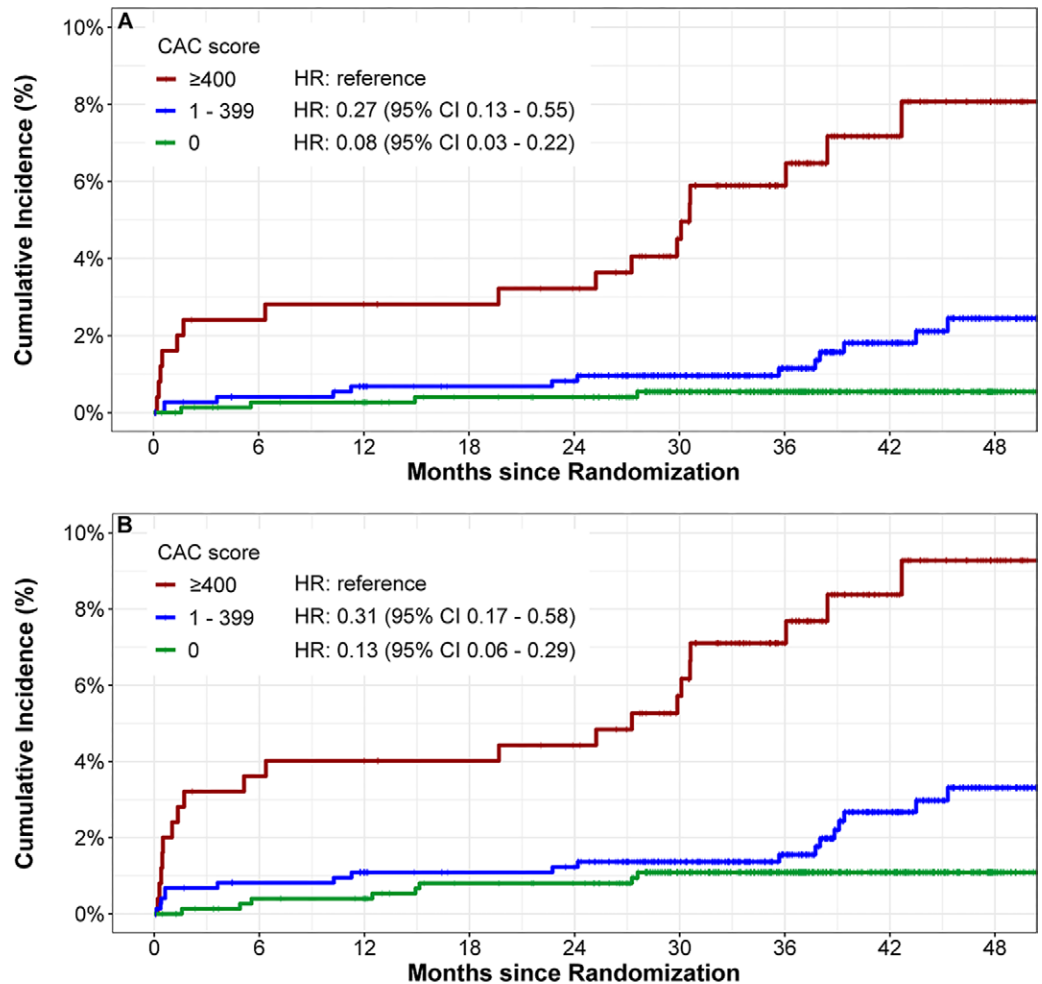 A
10%
8%
6%
4%
2%
0%
Cumulative Incidence (%)
CAC score
≥400 HR: reference
1 - 399 HR: 0.27 (95% CI 0.13 - 0.55)
0 HR: 0.08 (95% CI 0.03 - 0.22)
0 6 12 18 24 30 36 42 48
Months since Randomization
B
10%
8%
6%
4%
2%
0%
Cumulative Incidence (%)
CAC score
≥400 HR: reference
1 - 399 HR: 0.31 (95% CI 0.17 - 0.58)
0 HR: 0.13 (95% CI 0.06 - 0.29)
0 6 12 18 24 30 36 42 48
Months since Randomization